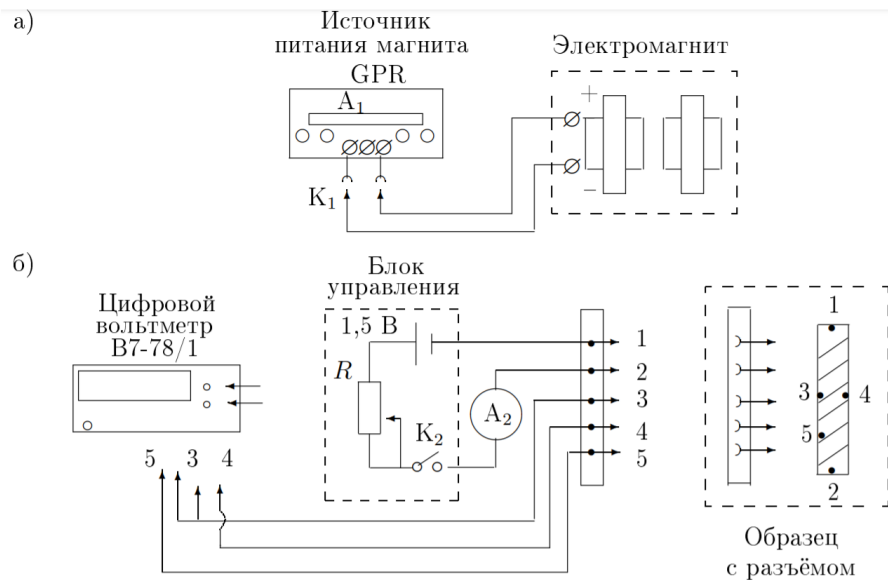 а)
Источник
питания магнита
GPR
A₁
K₁
Электромагнит
+
−
б)
Цифровой
вольтметр
В7-78/1
5 3 4
Блок
управления
1,5 В
R
K₂
A₂
1
2
3
4
5
1
3
4
5
2
Образец
с разъёмом